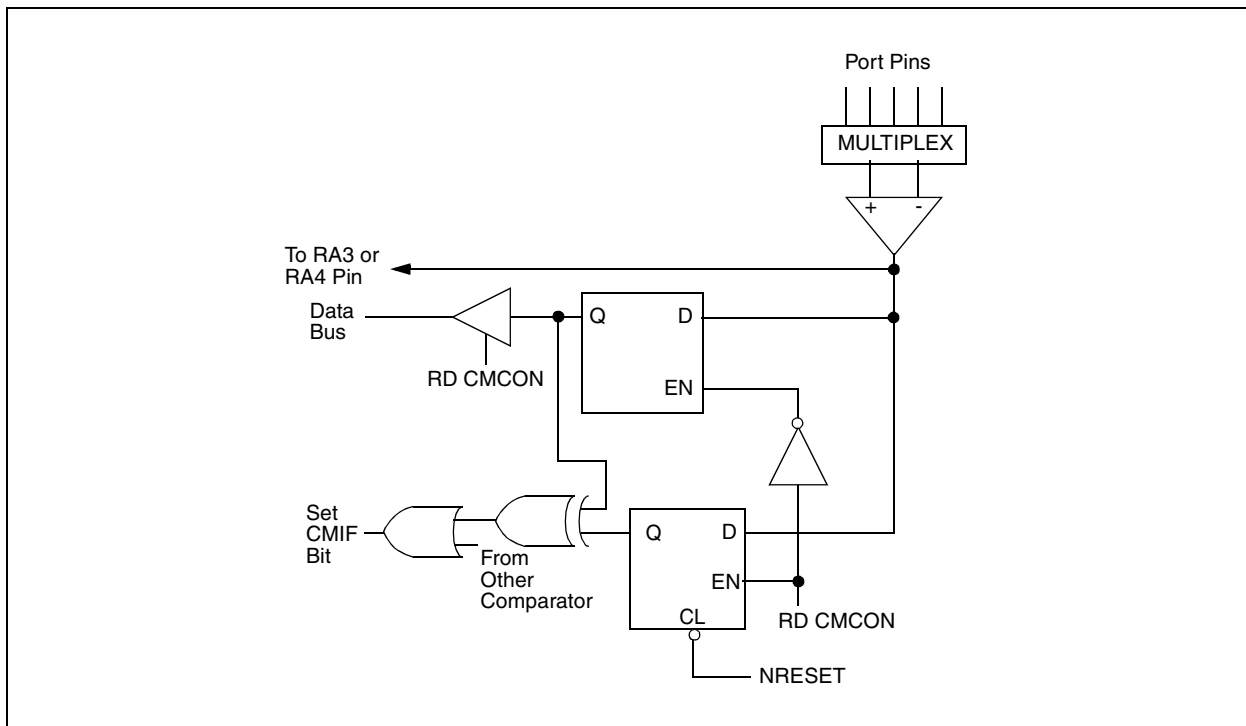 Port Pins
MULTIPLEX
+ -
To RA3 or
RA4 Pin
Data
Bus
Q D
RD CMCON
EN
Set
CMIF
Bit
From
Other
Comparator
Q D
EN
CL
RD CMCON
NRESET